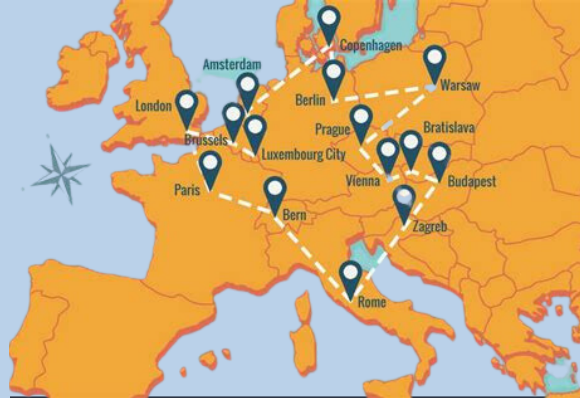 Copenhagen
Amsterdam
Warsaw
Berlin
London
Prague
Bratislava
Brussels
Luxembourg City
Vienna
Budapest
Paris
Bern
Zagreb
Rome